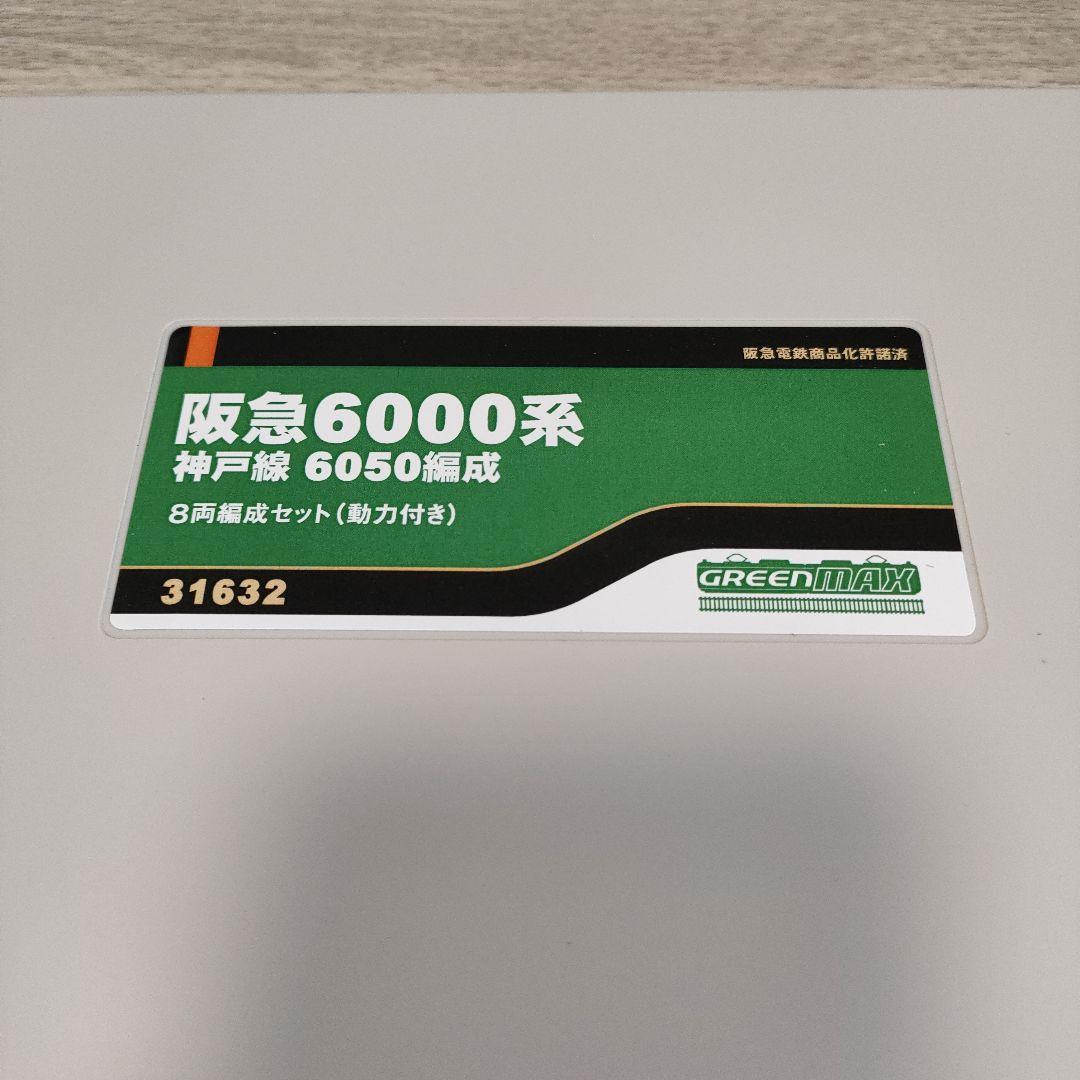 阪急電鉄商品化許諾済
阪急6000系
神戸線 6050編成
8両編成セット(動力付き)
31632
GREENMAX